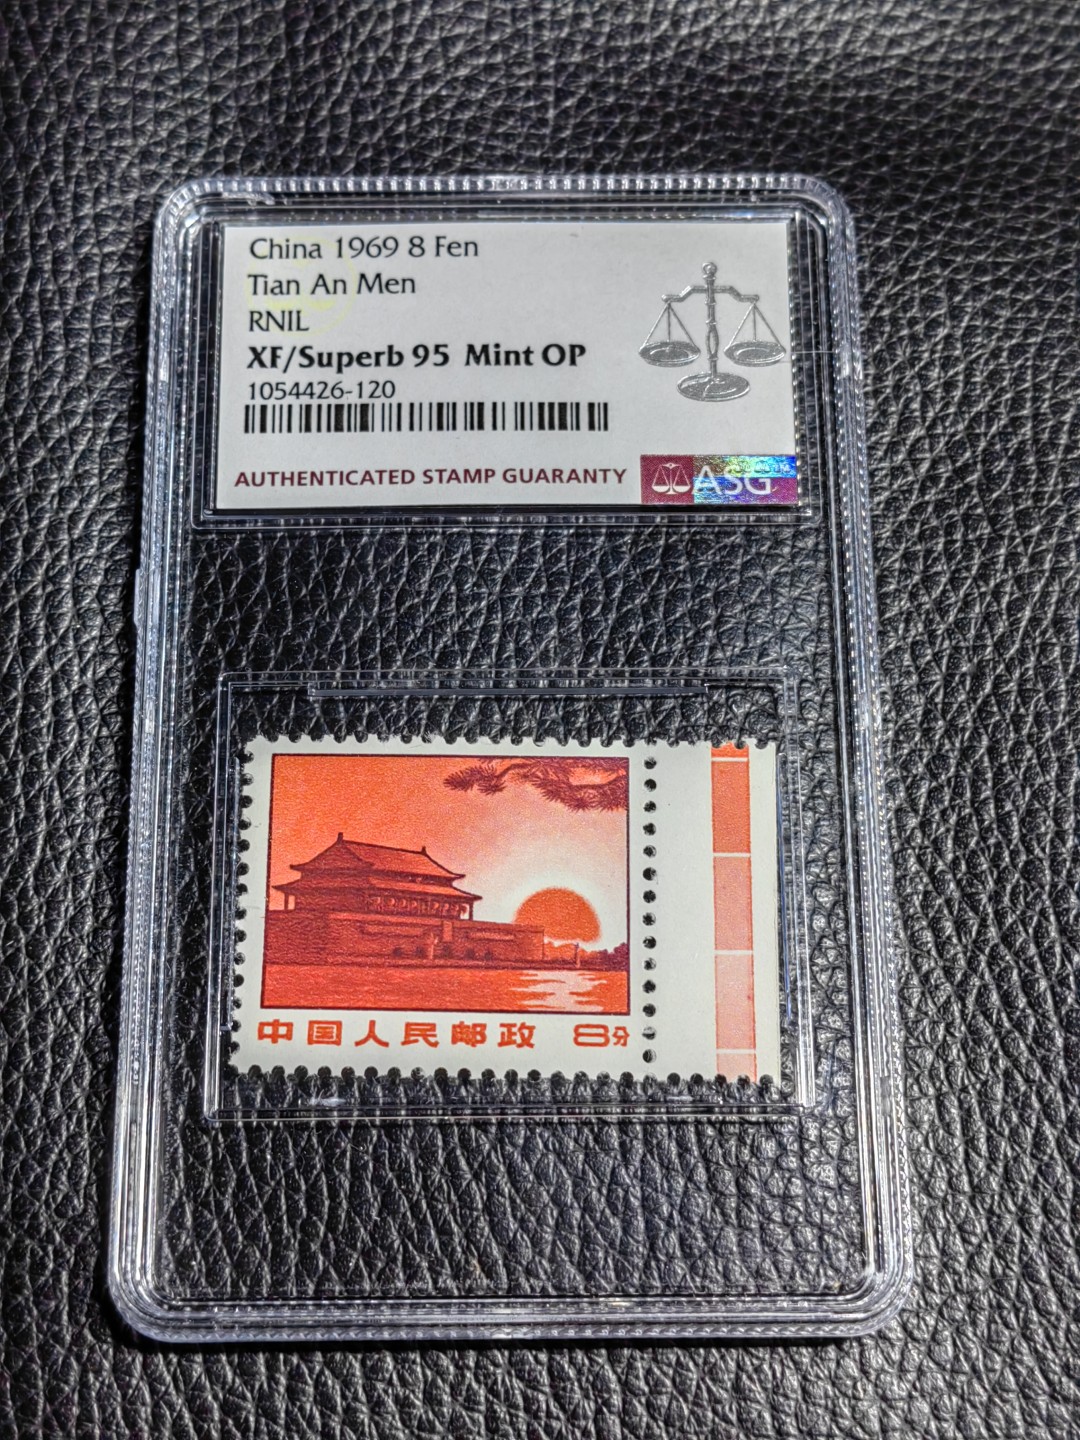 China 1969 8 Fen
Tian An Men
RNIL
XF/Superb 95 Mint OP
1054426-120
AUTHENTICATED STAMP GUARANTY
ASG
中国人民邮政 8分